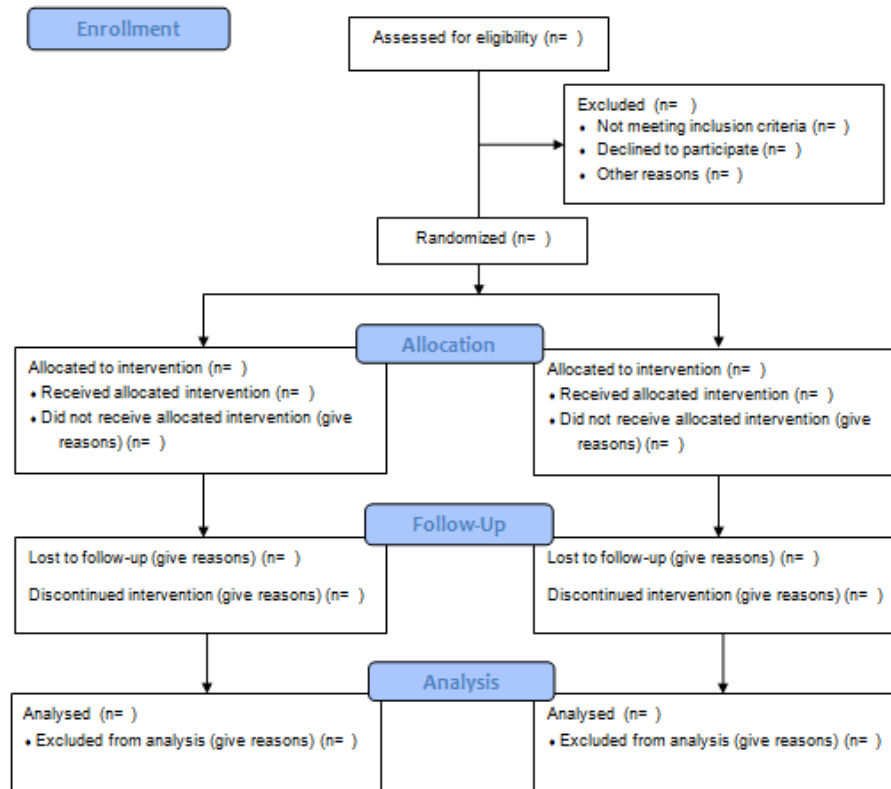 Enrollment
Assessed for eligibility (n= )
Excluded (n= )
⬧ Not meeting inclusion criteria (n= )
⬧ Declined to participate (n= )
⬧ Other reasons (n= )
Randomized (n= )
Allocation
Allocated to intervention (n= )
⬧ Received allocated intervention (n= )
⬧ Did not receive allocated intervention (give
reasons) (n= )
Allocated to intervention (n= )
⬧ Received allocated intervention (n= )
⬧ Did not receive allocated intervention (give
reasons) (n= )
Follow-Up
Lost to follow-up (give reasons) (n= )
Discontinued intervention (give reasons) (n= )
Lost to follow-up (give reasons) (n= )
Discontinued intervention (give reasons) (n= )
Analysis
Analysed (n= )
⬧ Excluded from analysis (give reasons) (n= )
Analysed (n= )
⬧ Excluded from analysis (give reasons) (n= )